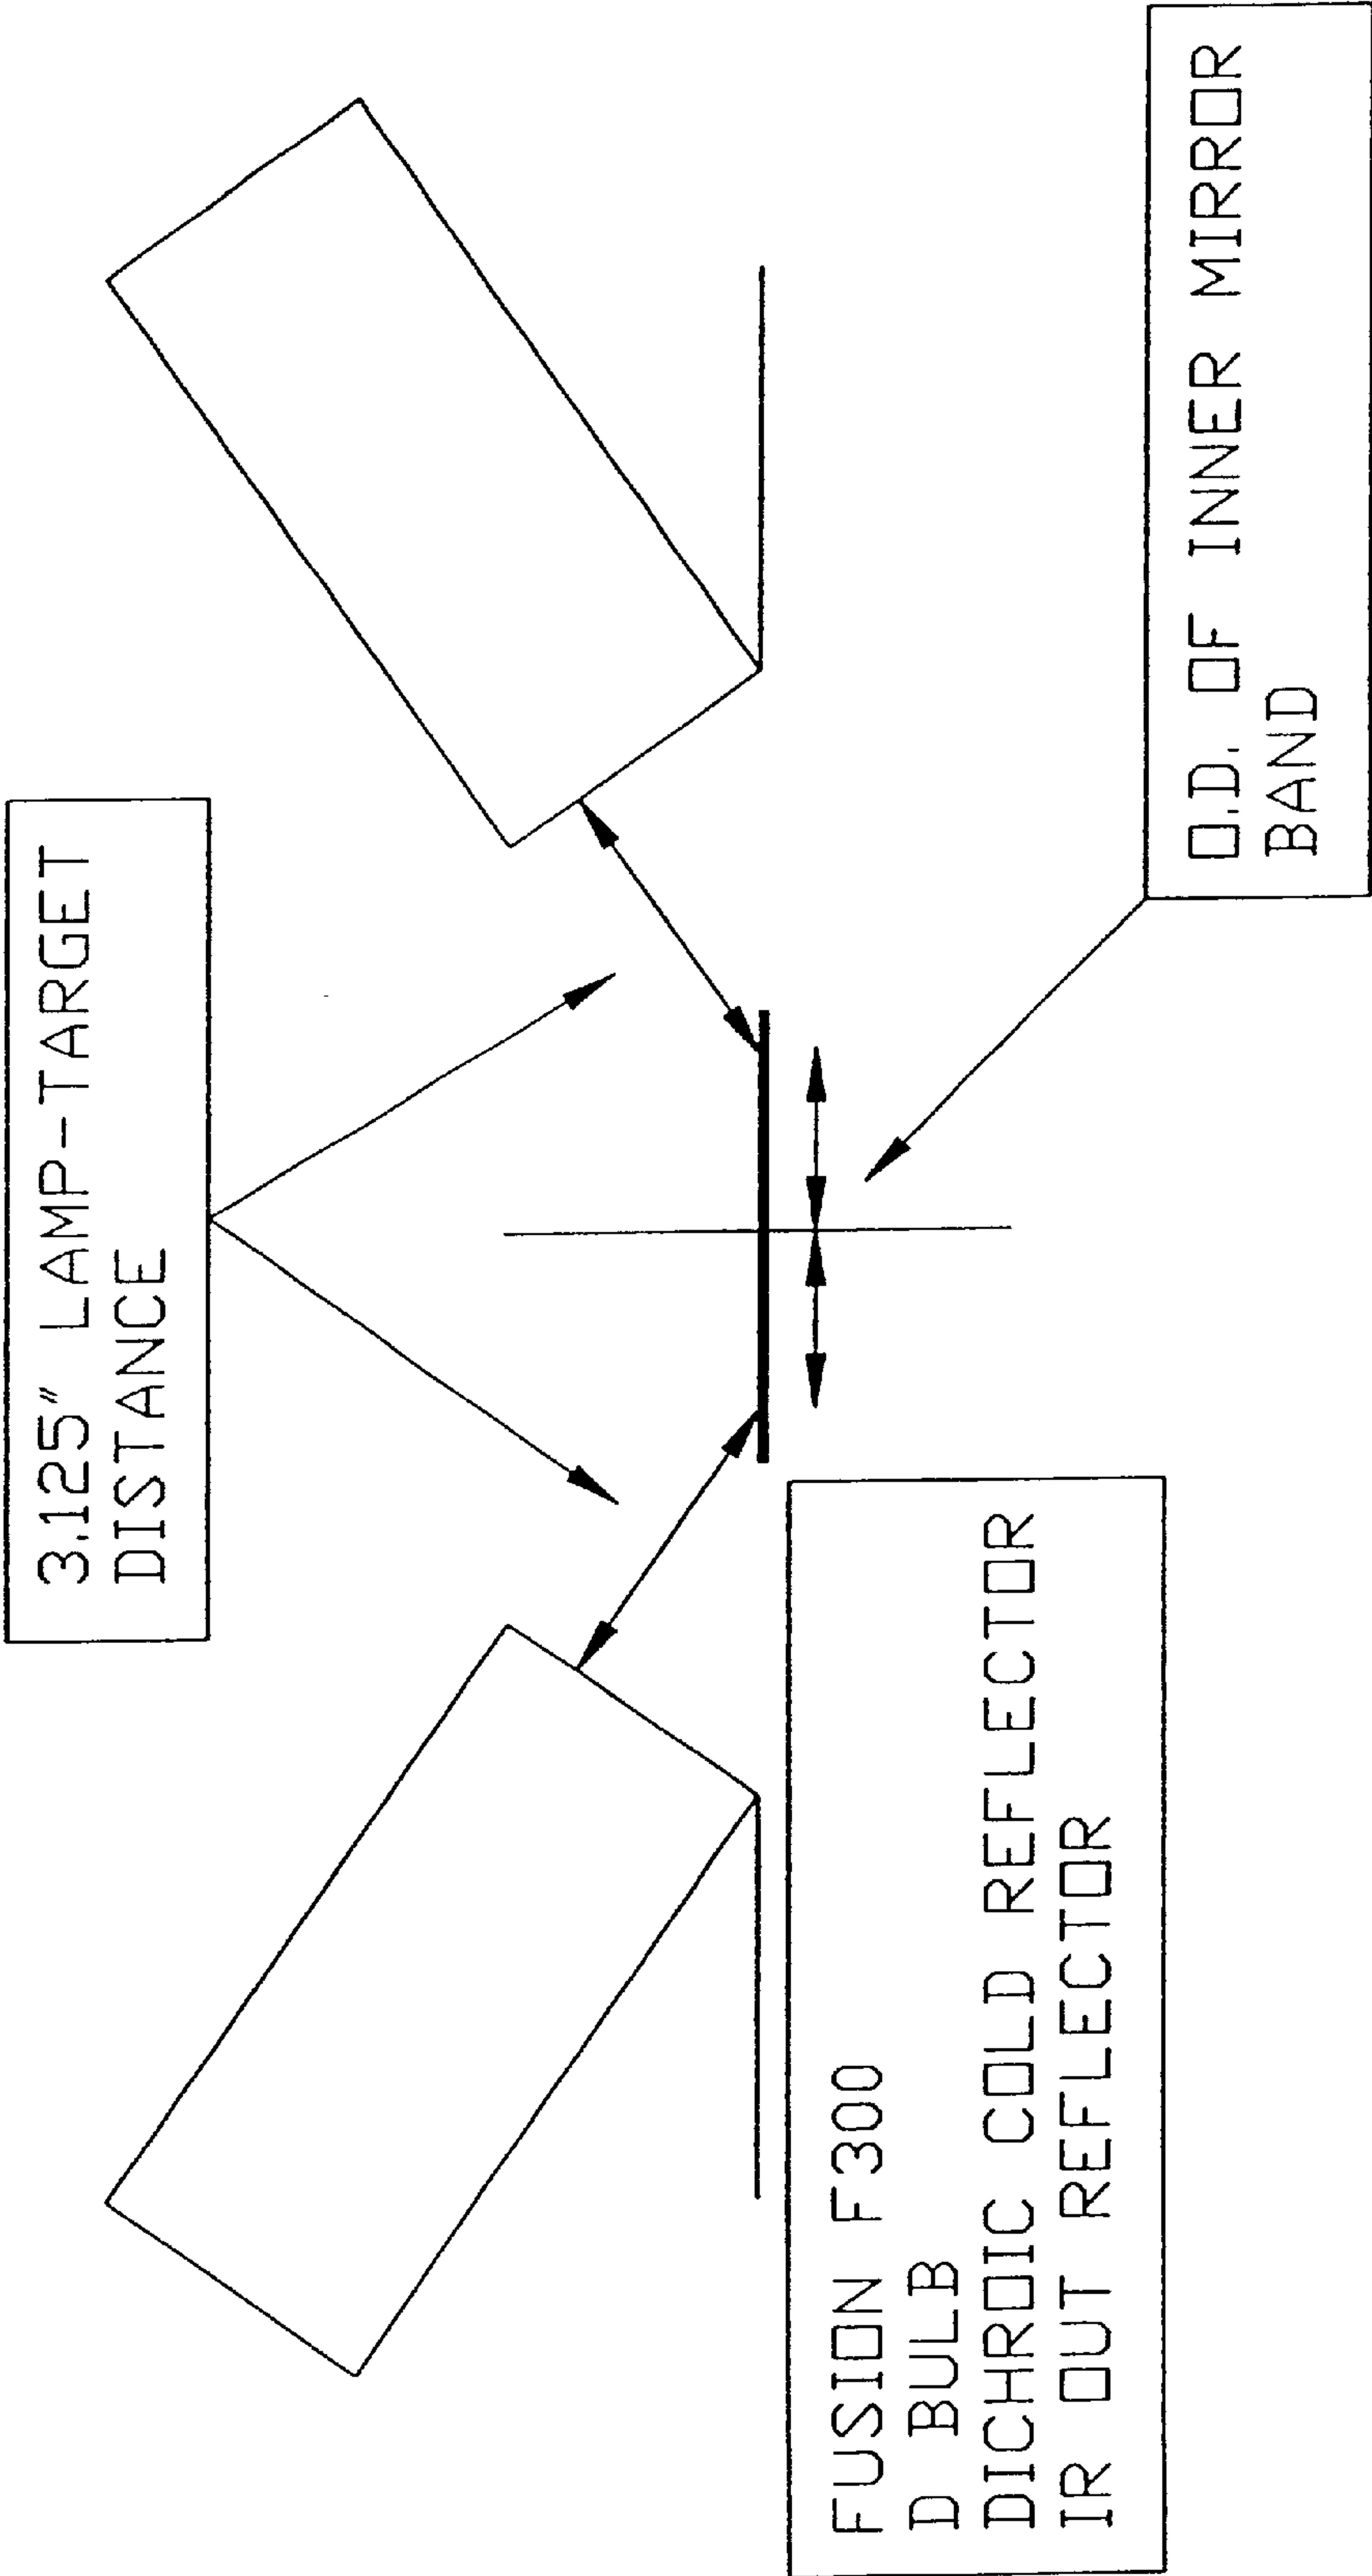 3.125" LAMP-TARGET
DISTANCE
FUSION F300
D BULB
DICHROIC COLD REFLECTOR
IR OUT REFLECTOR
O.D. OF INNER MIRROR
BAND